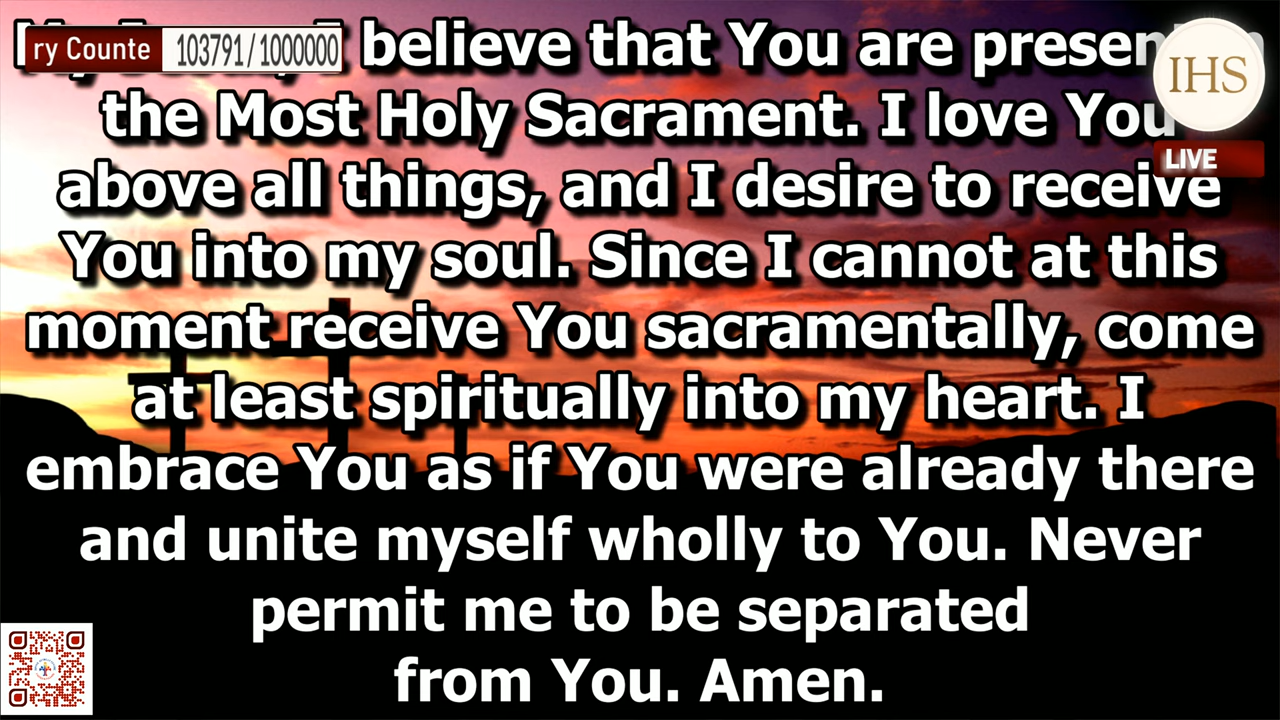 ry Counte 103791/1000000
believe that You are presen
IHS
the Most Holy Sacrament. I love You
LIVE
above all things, and I desire to receive
You into my soul. Since I cannot at this
moment receive You sacramentally, come
at least spiritually into my heart. I
embrace You as if You were already there
and unite myself wholly to You. Never
permit me to be separated
from You. Amen.